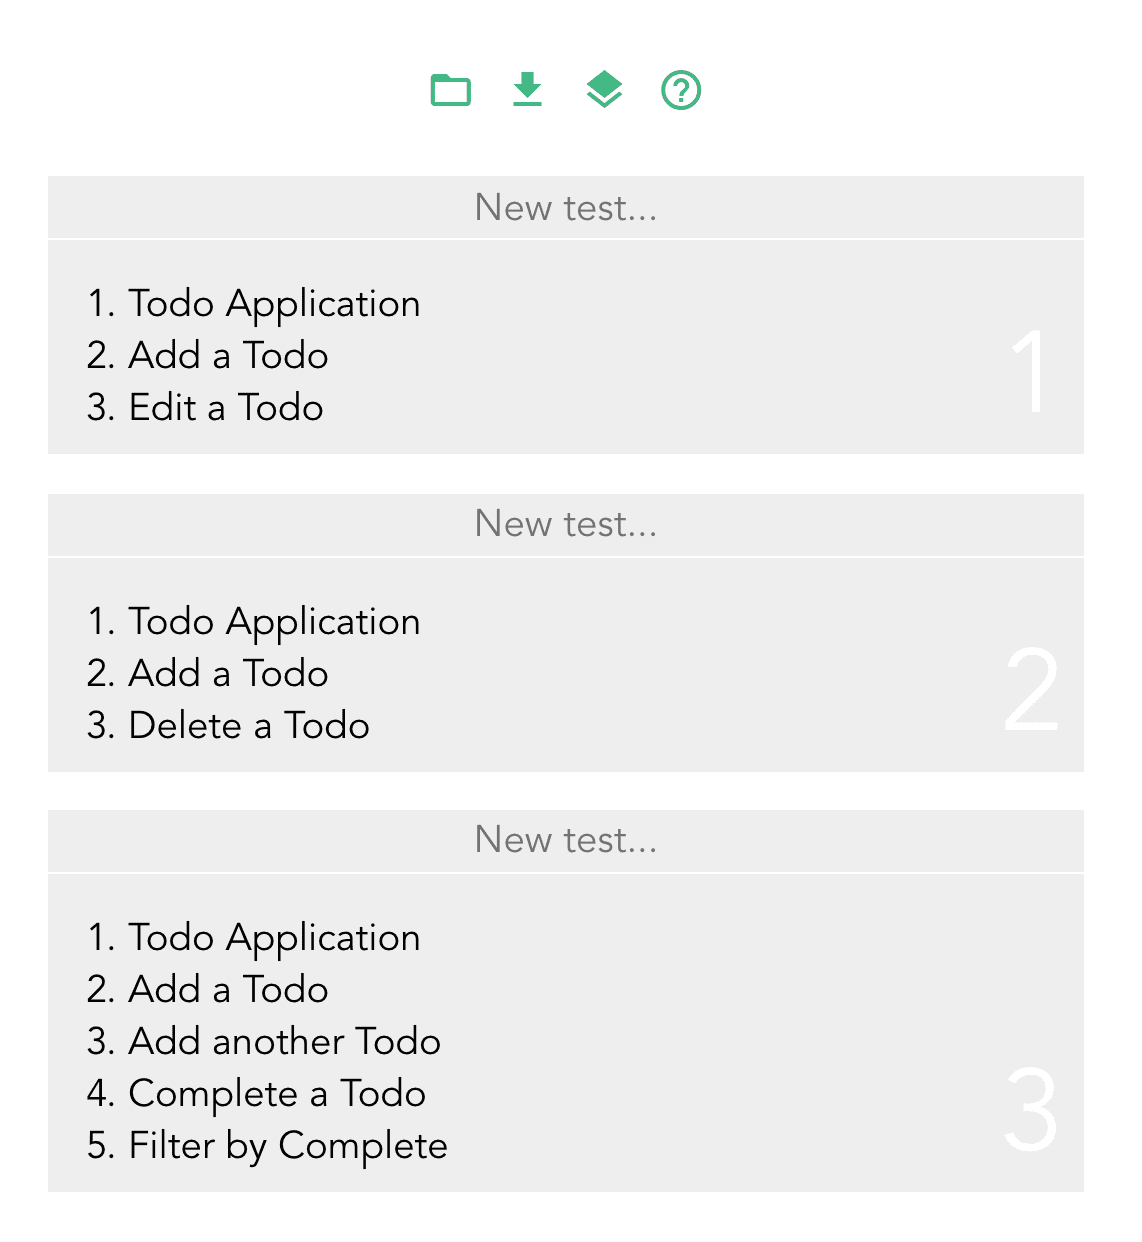 New test...
1. Todo Application
2. Add a Todo
3. Edit a Todo
1
New test...
1. Todo Application
2. Add a Todo
3. Delete a Todo
2
New test...
1. Todo Application
2. Add a Todo
3. Add another Todo
4. Complete a Todo
5. Filter by Complete
3